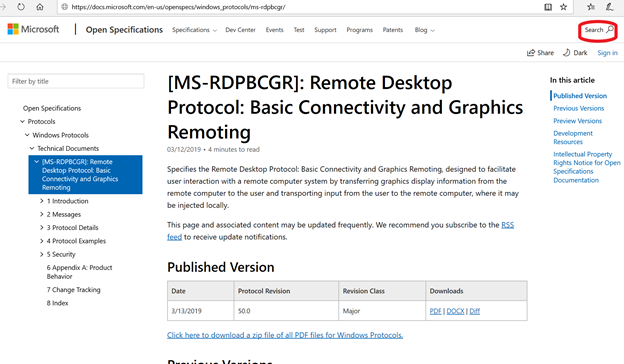 https://docs.microsoft.com/en-us/openspecs/windows_protocols/ms-rdpbcgr/
Microsoft
Open Specifications
Specifications
Dev Center
Events
Test
Support
Programs
Patents
Blog
Search
Share
Dark
Sign in
Filter by title
Open Specifications
Protocols
Windows Protocols
Technical Documents
[MS-RDPBCGR]: Remote
Desktop Protocol: Basic
Connectivity and Graphics
Remoting
1 Introduction
2 Messages
3 Protocol Details
4 Protocol Examples
5 Security
6 Appendix A: Product
Behavior
7 Change Tracking
8 Index
[MS-RDPBCGR]: Remote Desktop
Protocol: Basic Connectivity and Graphics
Remoting
03/12/2019 • 4 minutes to read
Specifies the Remote Desktop Protocol: Basic Connectivity and Graphics Remoting, designed to facilitate
user interaction with a remote computer system by transferring graphics display information from the
remote computer to the user and transporting input from the user to the remote computer, where it may
be injected locally.
This page and associated content may be updated frequently. We recommend you subscribe to the RSS
feed to receive update notifications.
Published Version
Date Protocol Revision Revision Class Downloads
3/13/2019 50.0 Major PDF | DOCX | Diff
Click here to download a zip file of all PDF files for Windows Protocols.
Previous Versions
In this article
Published Version
Previous Versions
Preview Versions
Development
Resources
Intellectual Property
Rights Notice for Open
Specifications
Documentation